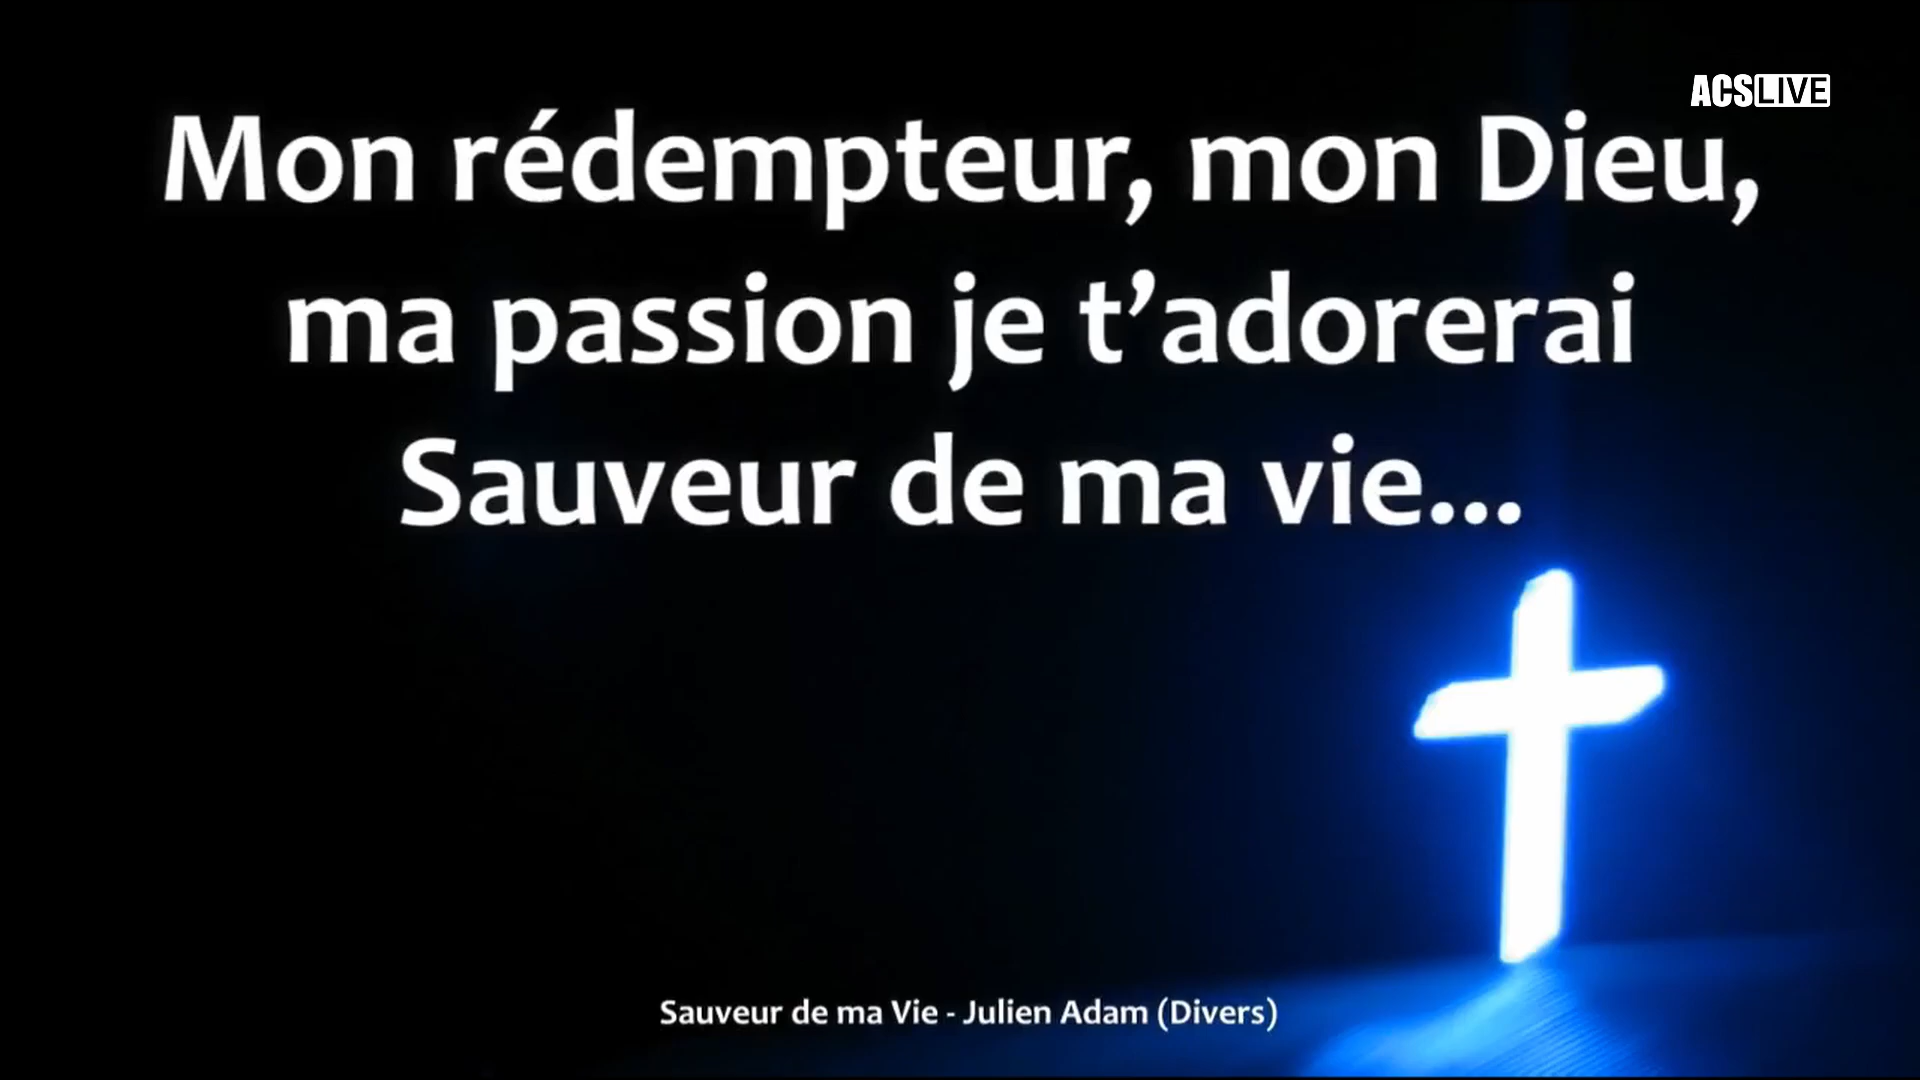 ACSLIVE
Mon rédempteur, mon Dieu,
ma passion je t’adorerai
Sauveur de ma vie...
Sauveur de ma Vie - Julien Adam (Divers)